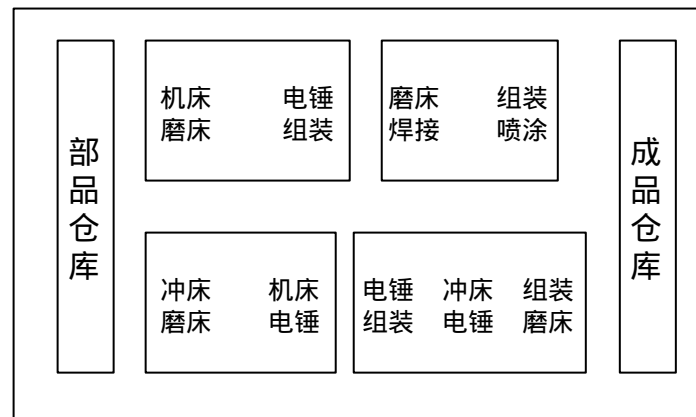 部品仓库
机床 电锤
磨床 组装
磨床 组装
焊接 喷涂
冲床 机床
磨床 电锤
电锤 冲床 组装
组装 电锤 磨床
成品仓库